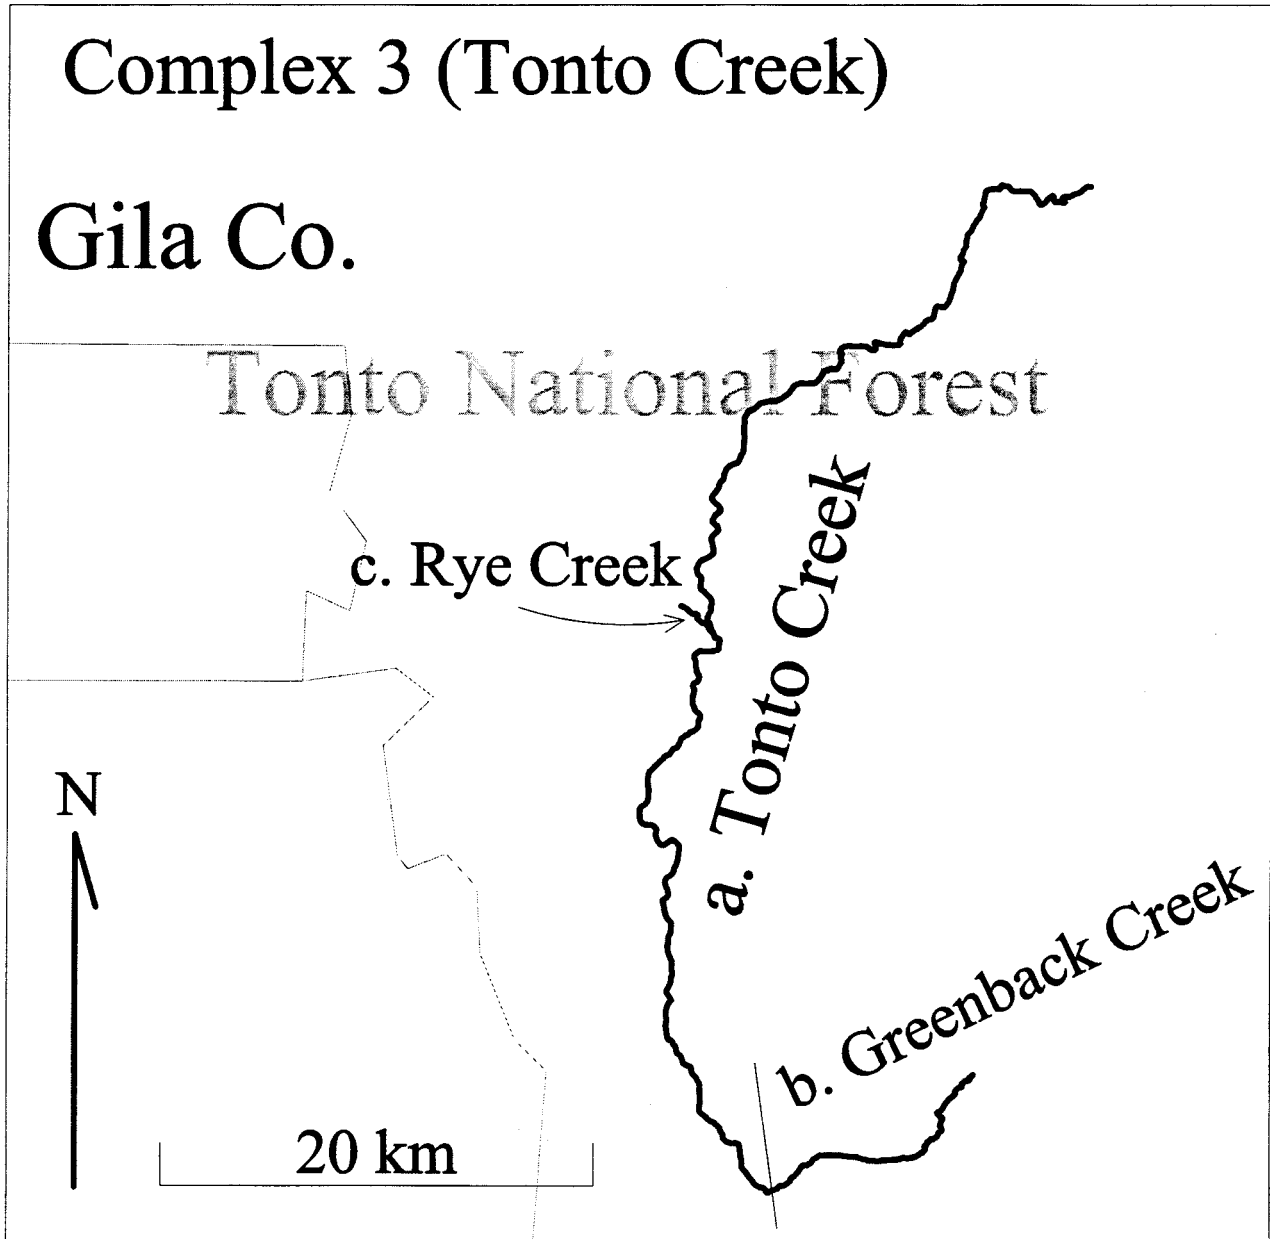 Complex 3 (Tonto Creek)
Gila Co.
Tonto National Forest
c. Rye Creek
a. Tonto Creek
N
b. Greenback Creek
20 km